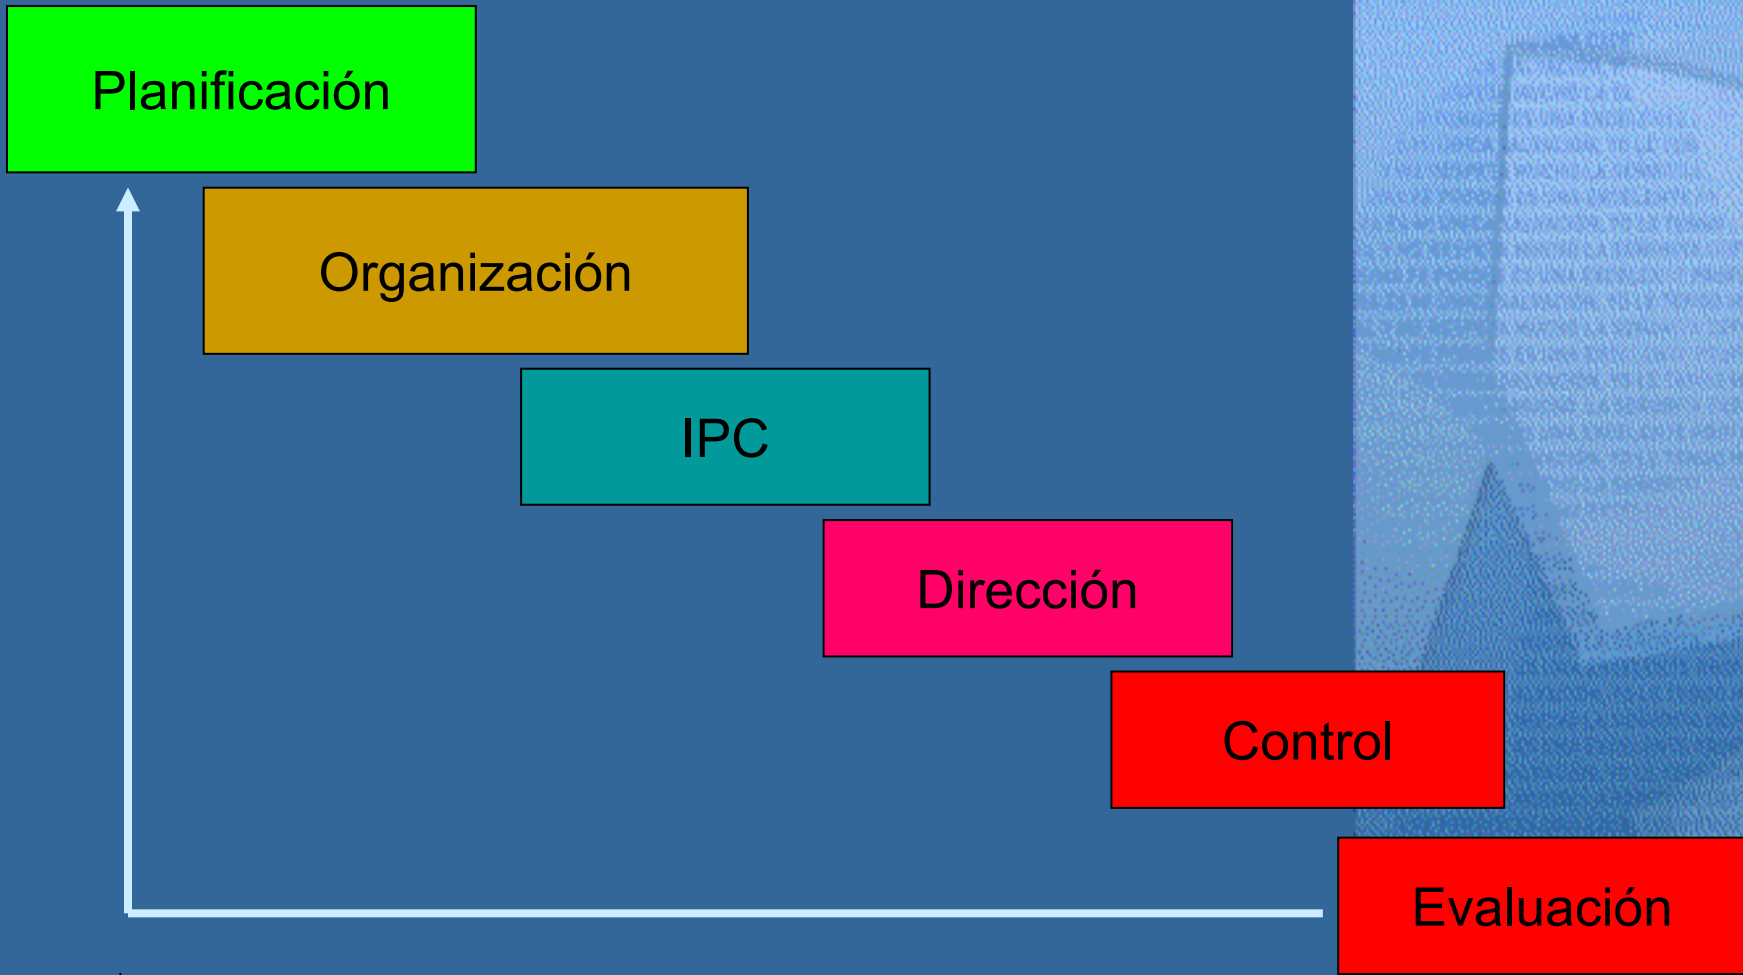 Planificación
Organización
IPC
Dirección
Control
Evaluación